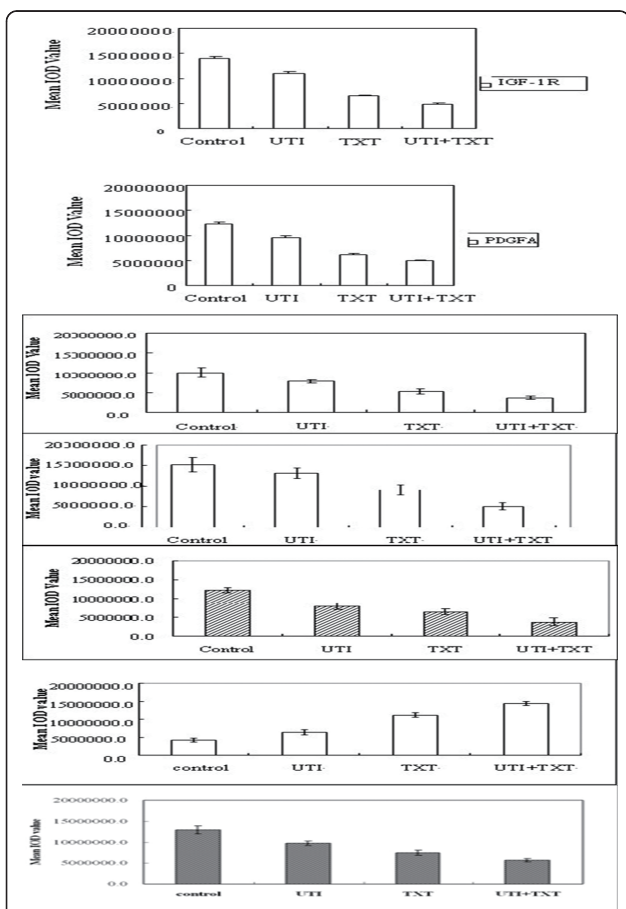 20000000
15000000
10000000
5000000
0
Mean IOD Value
Control UTI TXT UTI+TXT
IGF-1R
20000000
15000000
10000000
5000000
0
Mean IOD Value
Control UTI TXT UTI+TXT
PDGFA
20300000.0
15300000.0
10300000.0
5000000.0
0.0
Mean IOD Value
Control UTI TXT UTI+TXT
203000000.0
153000000.0
10000000.0
5000000.0
0.0
Mean IOD value
Control UTI TXT UTI+TXT
20000000.0
15000000.0
10000000.0
5000000.0
0.0
Mean IOD Value
Control UTI TXT UTI+TXT
20000000.0
15000000.0
10000000.0
5000000.0
0.0
Mean IOD value
control UTI TXT UTI+TXT
20000000.0
15000000.0
10000000.0
5000000.0
0.0
Mean IOD value
control UTI TXT UTI+TXT